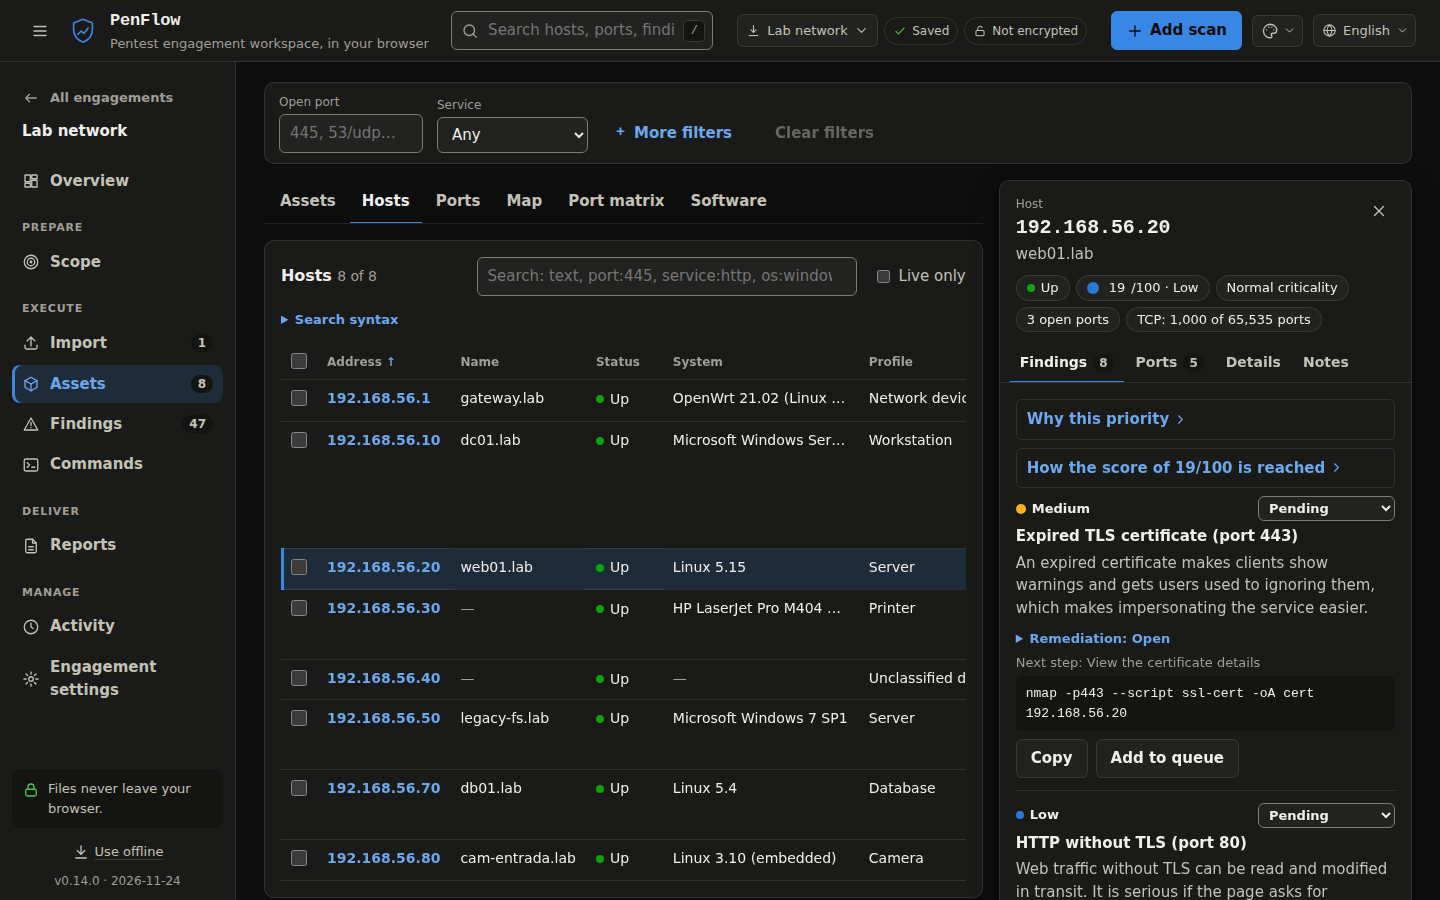 PenFlow
Pentest engagement workspace, in your browser
Search hosts, ports, findi
/
Lab network
Saved
Not encrypted
+ Add scan
English
All engagements
Lab network
Overview
PREPARE
Scope
EXECUTE
Import 1
Assets 8
Findings 47
Commands
DELIVER
Reports
MANAGE
Activity
Engagement
settings
Files never leave your
browser.
Use offline
v0.14.0 · 2026-11-24
Open port
445, 53/udp...
Service
Any
+ More filters
Clear filters
Assets Hosts Ports Map Port matrix Software
Hosts 8 of 8
Search: text, port:445, service:http, os:window
Live only
Search syntax
Address ↑ Name Status System Profile
192.168.56.1 gateway.lab Up OpenWrt 21.02 (Linux ... Network devic
192.168.56.10 dc01.lab Up Microsoft Windows Ser... Workstation
192.168.56.20 web01.lab Up Linux 5.15 Server
192.168.56.30 — Up HP LaserJet Pro M404 ... Printer
192.168.56.40 — Up — Unclassified d
192.168.56.50 legacy-fs.lab Up Microsoft Windows 7 SP1 Server
192.168.56.70 db01.lab Up Linux 5.4 Database
192.168.56.80 cam-entrada.lab Up Linux 3.10 (embedded) Camera
Host
192.168.56.20
web01.lab
Up
19 /100 · Low
Normal criticality
3 open ports
TCP: 1,000 of 65,535 ports
Findings 8 Ports 5 Details Notes
Why this priority
How the score of 19/100 is reached
Medium
Pending
Expired TLS certificate (port 443)
An expired certificate makes clients show
warnings and gets users used to ignoring them,
which makes impersonating the service easier.
Remediation: Open
Next step: View the certificate details
nmap -p443 --script ssl-cert -oA cert
192.168.56.20
Copy
Add to queue
Low
Pending
HTTP without TLS (port 80)
Web traffic without TLS can be read and modified
in transit. It is serious if the page asks for